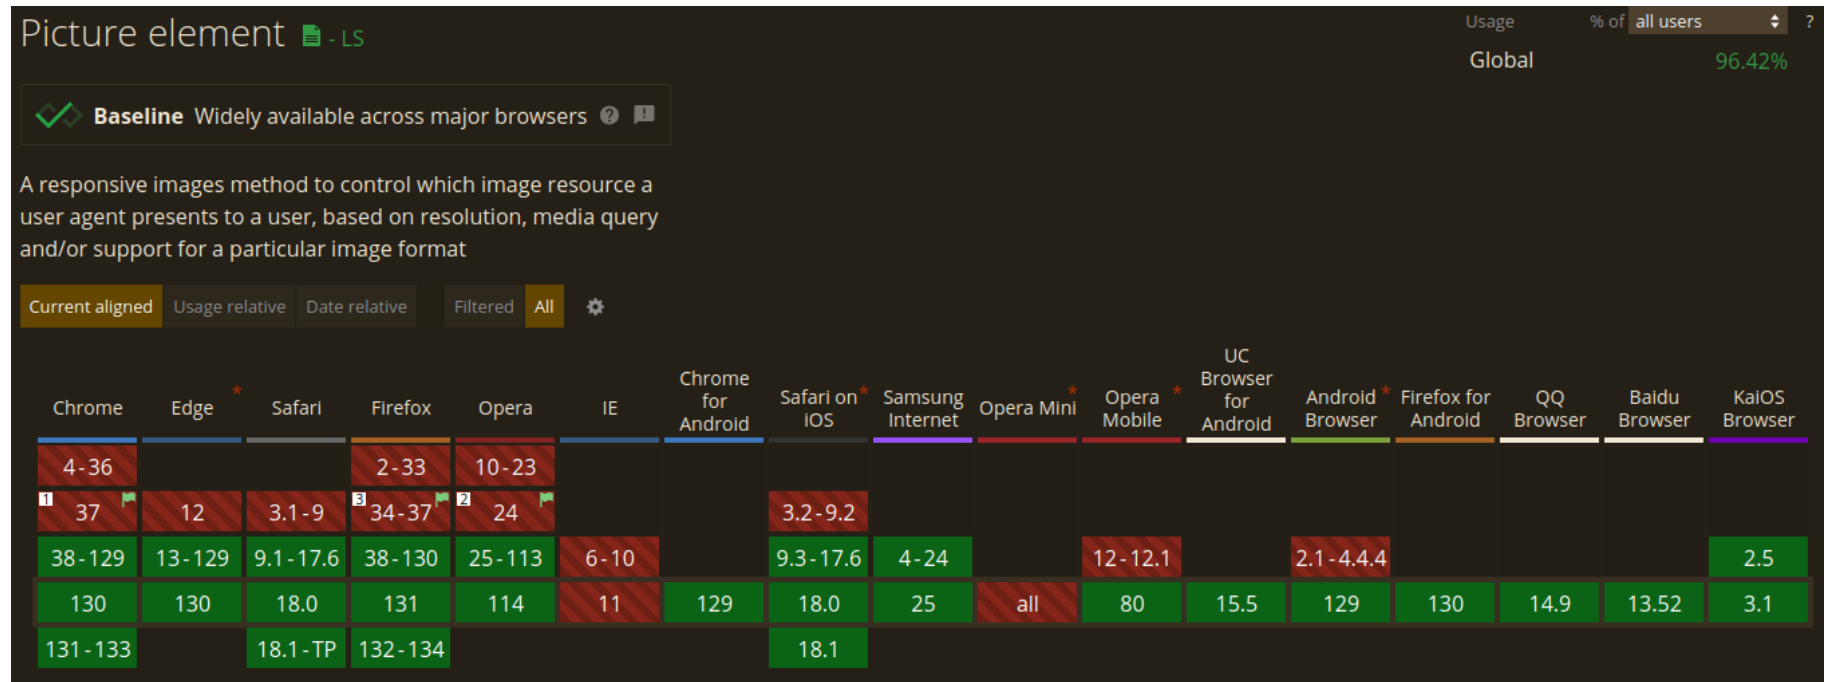 Picture element - LS
Usage % of all users ?
Global 96.42%
Baseline Widely available across major browsers ?
A responsive images method to control which image resource a
user agent presents to a user, based on resolution, media query
and/or support for a particular image format
Current aligned Usage relative Date relative Filtered All
Chrome Edge * Safari Firefox Opera IE Chrome for Android Safari on iOS * Samsung Internet Opera Mini * Opera Mobile * UC Browser for Android Android Browser * Firefox for Android QQ Browser Baidu Browser KaiOS Browser
4-36 2-33 10-23
1 37 12 3.1-9 3 34-37 2 24 3.2-9.2
38-129 13-129 9.1-17.6 38-130 25-113 6-10 9.3-17.6 4-24 12-12.1 2.1-4.4.4 2.5
130 130 18.0 131 114 11 129 18.0 25 all 80 15.5 129 130 14.9 13.52 3.1
131-133 18.1-TP 132-134 18.1